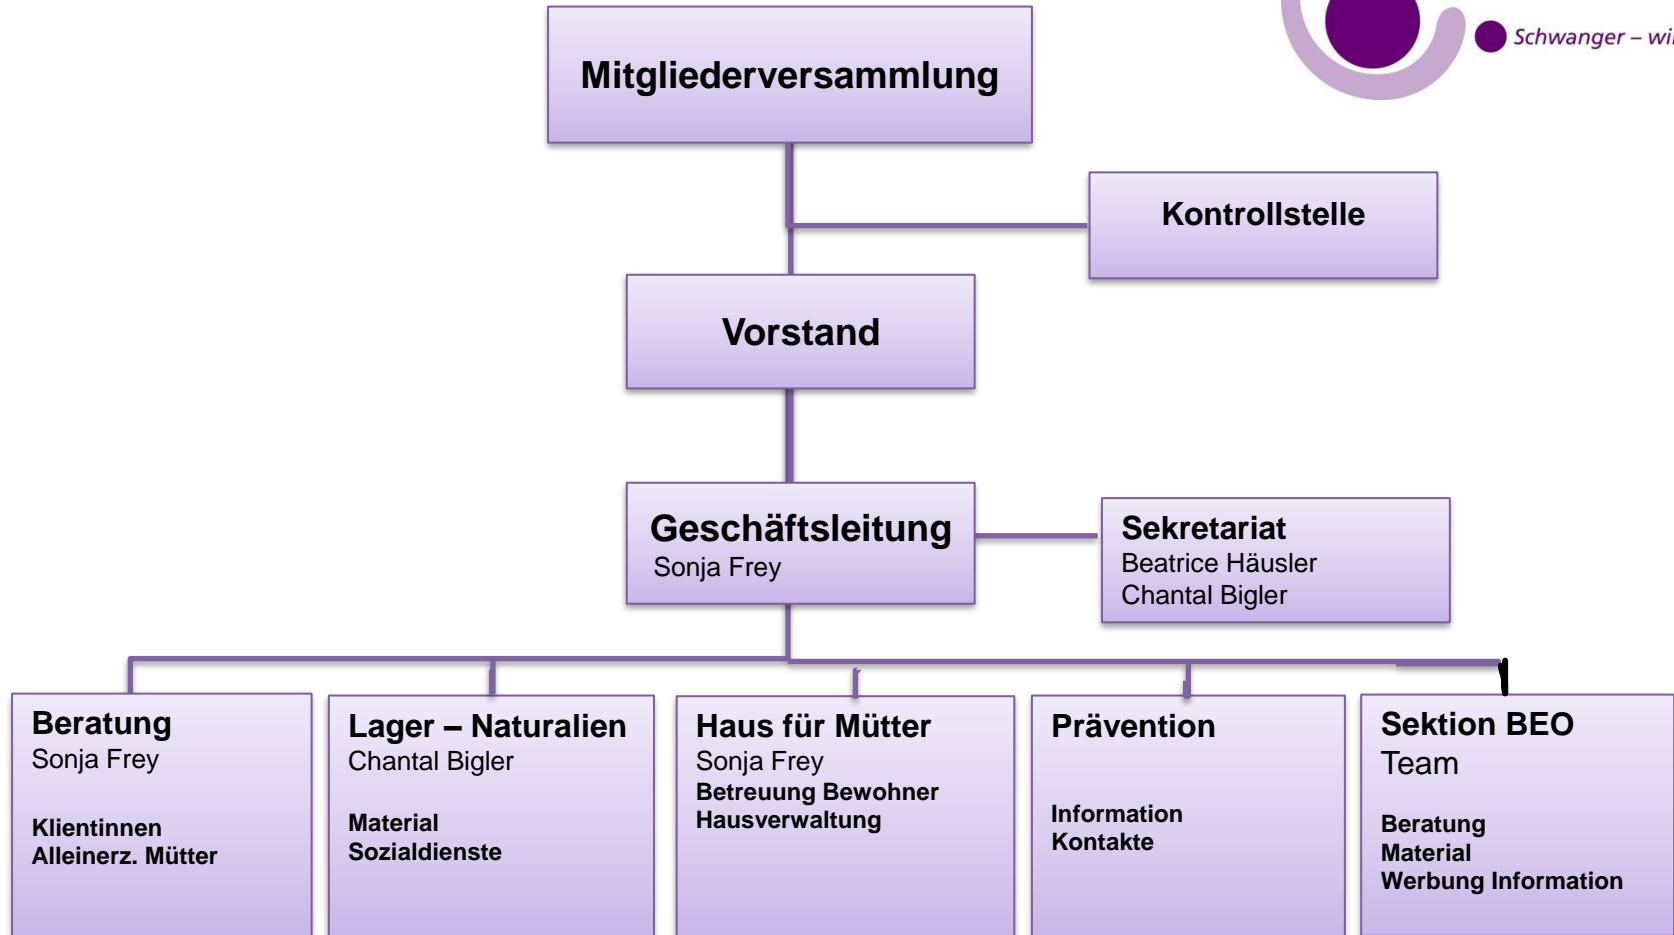 Schwanger –
Mitgliederversammlung
Kontrollstelle
Vorstand
Geschäftsleitung
Sonja Frey
Sekretariat
Beatrice Häusler
Chantal Bigler
Beratung
Sonja Frey
Klientinnen
Alleinerz. Mütter
Lager – Naturalien
Chantal Bigler
Material
Sozialdienste
Haus für Mütter
Sonja Frey
Betreuung Bewohner
Hausverwaltung
Prävention
Information
Kontakte
Sektion BEO
Team
Beratung
Material
Werbung Information